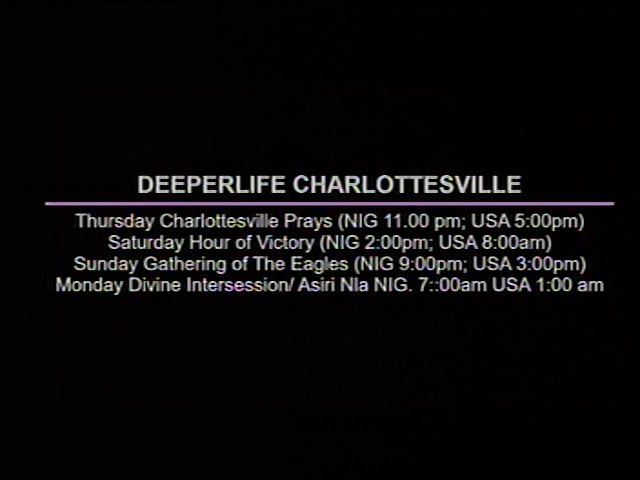 DEEPERLIFE CHARLOTTESVILLE
Thursday Charlottesville Prays (NIG 11.00 pm; USA 5:00pm)
Saturday Hour of Victory (NIG 2:00pm; USA 8:00am)
Sunday Gathering of The Eagles (NIG 9:00pm; USA 3:00pm)
Monday Divine Intersession/ Asiri Nla NIG. 7::00am USA 1:00 am